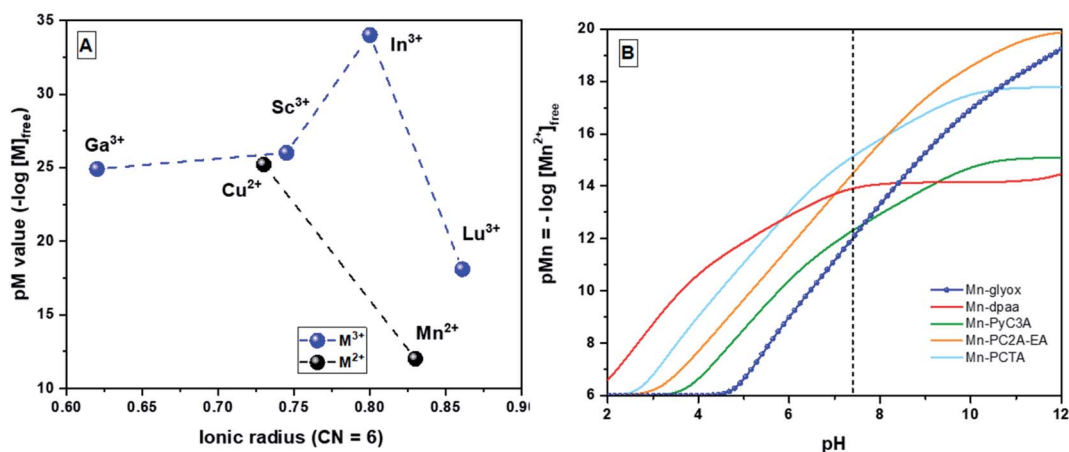 A
35
30
25
20
15
10
pM value (-log [M]free)
Ga3+
Sc3+
Cu2+
In3+
Lu3+
Mn2+
M3+
M2+
0.60 0.65 0.70 0.75 0.80 0.85 0.90
Ionic radius (CN = 6)
B
20
18
16
14
12
10
8
6
pMn = - log [Mn2+]free
Mn-glyox
Mn-dpaa
Mn-PyC3A
Mn-PC2A-EA
Mn-PCTA
2 4 6 8 10 12
pH